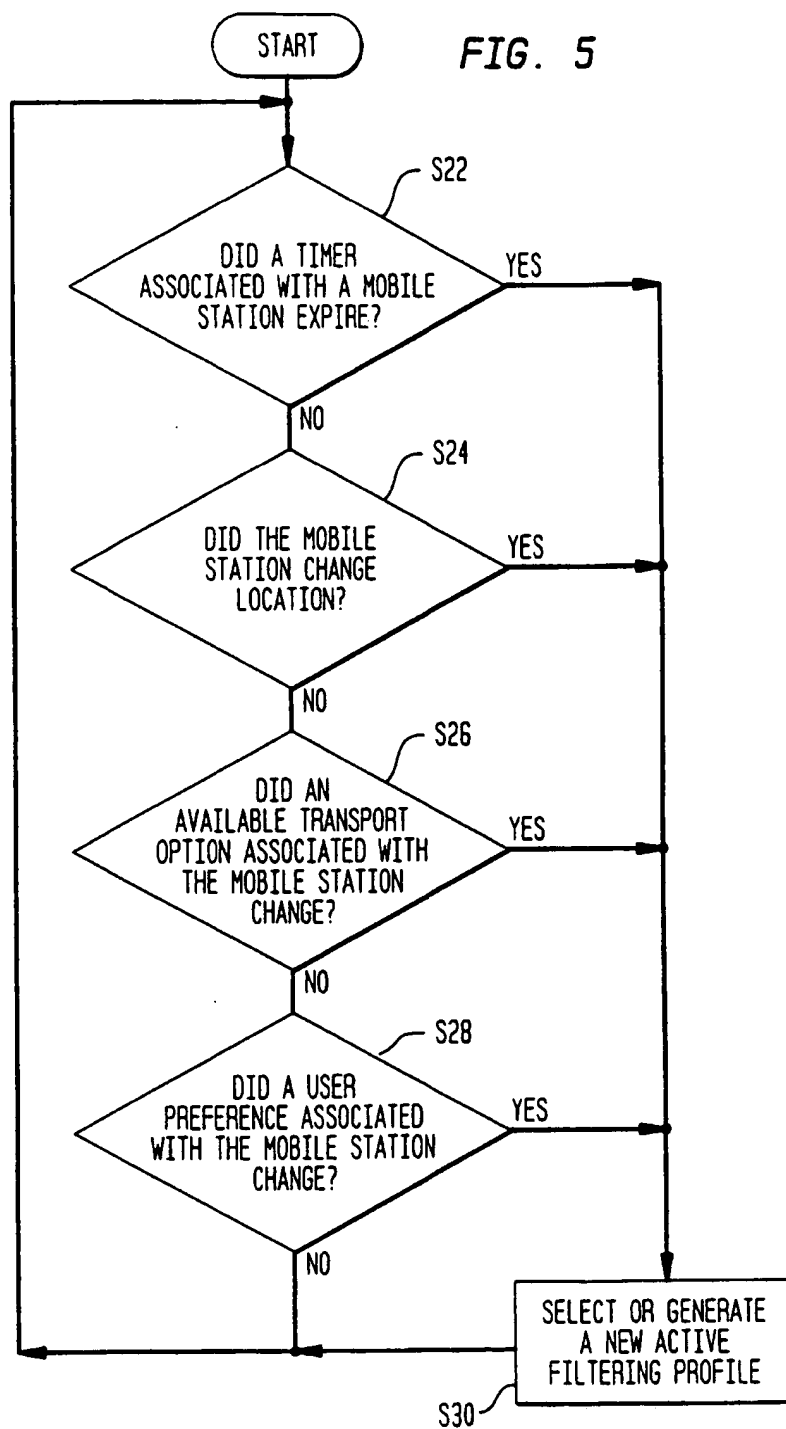 START
FIG. 5
S22
DID A TIMER
ASSOCIATED WITH A MOBILE
STATION EXPIRE?
YES
NO
S24
DID THE MOBILE
STATION CHANGE
LOCATION?
YES
NO
S26
DID AN
AVAILABLE TRANSPORT
OPTION ASSOCIATED WITH
THE MOBILE STATION
CHANGE?
YES
NO
S28
DID A USER
PREFERENCE ASSOCIATED
WITH THE MOBILE STATION
CHANGE?
YES
NO
SELECT OR GENERATE
A NEW ACTIVE
FILTERING PROFILE
S30